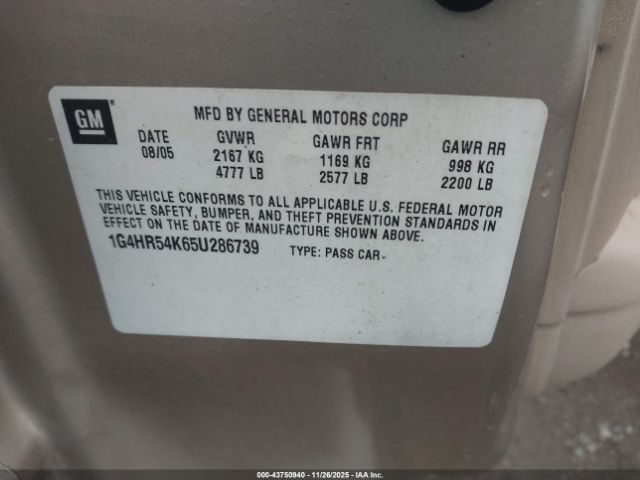 GM
MFD BY GENERAL MOTORS CORP
DATE GVWR GAWR FRT GAWR RR
08/05 2167 KG 1169 KG 998 KG
4777 LB 2577 LB 2200 LB
THIS VEHICLE CONFORMS TO ALL APPLICABLE U.S. FEDERAL MOTOR
VEHICLE SAFETY, BUMPER, AND THEFT PREVENTION STANDARDS IN
EFFECT ON THE DATE OF MANUFACTURE SHOWN ABOVE.
1G4HR54K65U286739 TYPE: PASS CAR
000-43750940 - 11/26/2025 - IAA Inc.